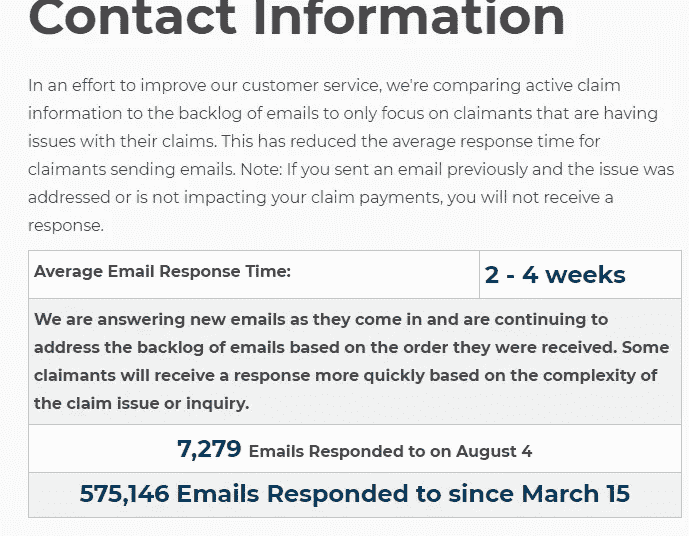 Contact Information
In an effort to improve our customer service, we're comparing active claim
information to the backlog of emails to only focus on claimants that are having
issues with their claims. This has reduced the average response time for
claimants sending emails. Note: If you sent an email previously and the issue was
addressed or is not impacting your claim payments, you will not receive a
response.
Average Email Response Time: 2 - 4 weeks
We are answering new emails as they come in and are continuing to
address the backlog of emails based on the order they were received. Some
claimants will receive a response more quickly based on the complexity of
the claim issue or inquiry.
7,279 Emails Responded to on August 4
575,146 Emails Responded to since March 15